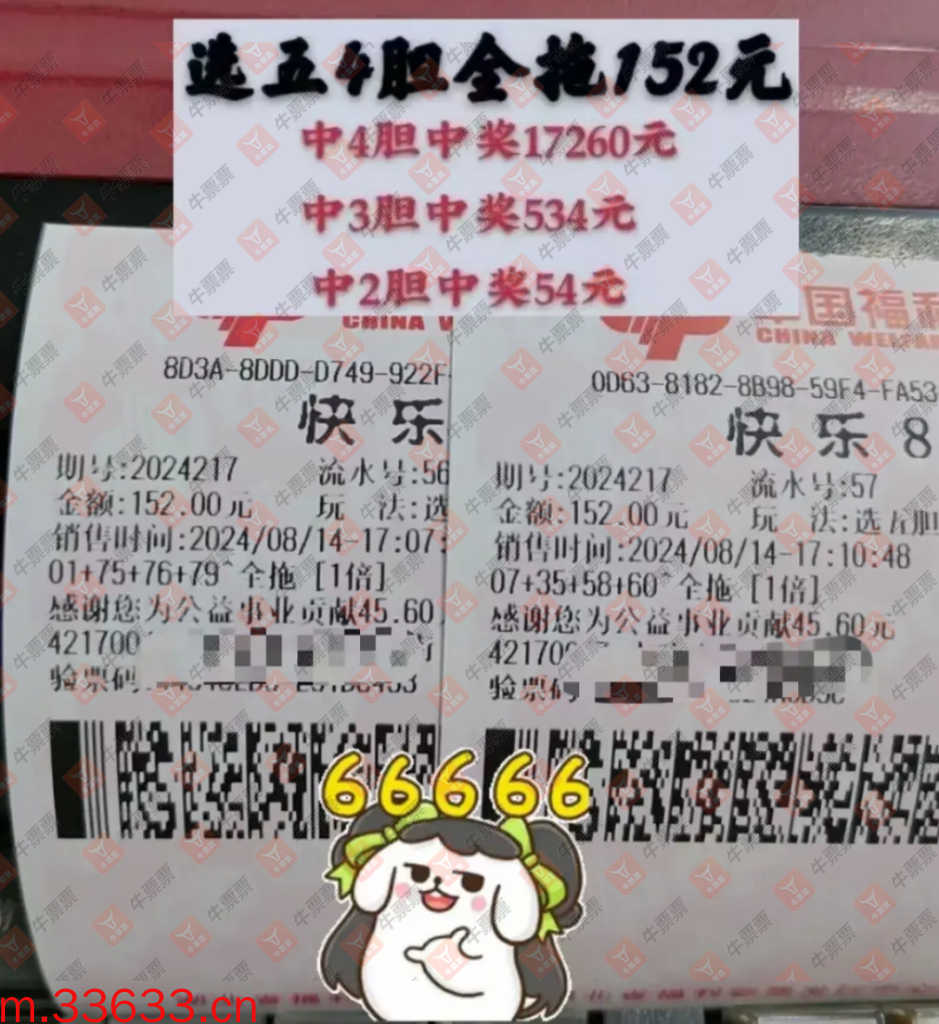 选五4胆全拖152元
中4胆中奖17260元
中3胆中奖534元
中2胆中奖54元
CHINA W
8D3A-8DDD-D749-922F
快乐
期号:2024217 流水号:56
金额:152.00元 玩 法:选
销售时间:2024/08/14-17:07:
01+75+76+79^全拖 [1倍]
感谢您为公益事业贡献45.60
421700
验票码
国福利
CHINA WELFA
0D63-8182-8B98-59F4-FA53
快乐8
期号:2024217 流水号:57
金额:152.00元 玩 法:选五胆
销售时间:2024/08/14-17:10:48
07+35+58+60^全拖 [1倍]
感谢您为公益事业贡献45.60元
42170
验票码
66666
m.33633.cn
牛票票